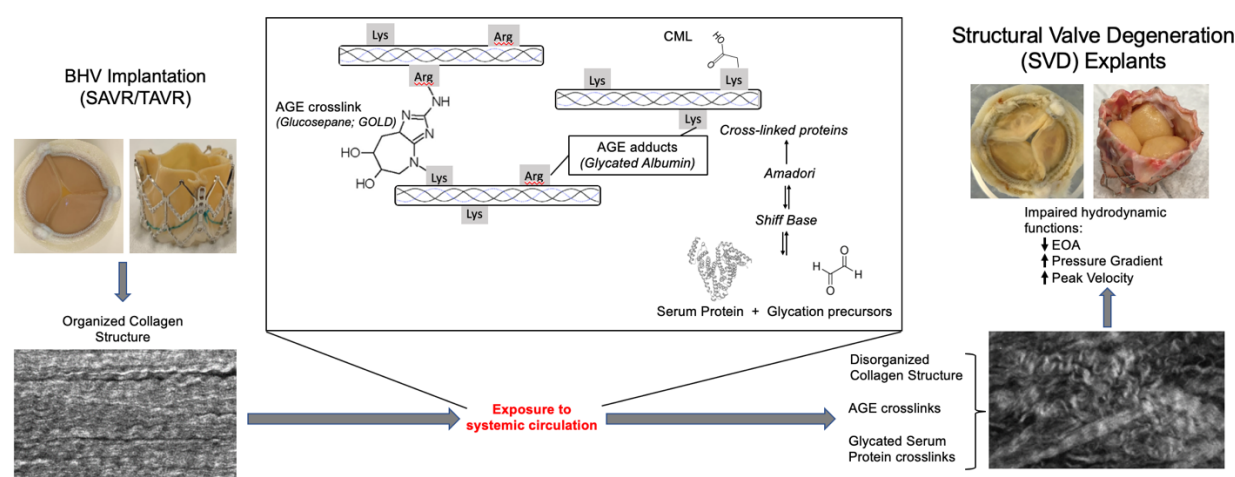 BHV Implantation
(SAVR/TAVR)
Organized Collagen
Structure
Lys
Arg
Arg
NH
N
N
N
HO
HO
AGE crosslink
(Glucosepane; GOLD)
Lys
Lys
Arg
CML
HO
O
Lys
Lys
Lys
AGE adducts
(Glycated Albumin)
Cross-linked proteins
Amadori
Shiff Base
O
H
H
O
Serum Protein + Glycation precursors
Exposure to
systemic circulation
Disorganized
Collagen Structure
AGE crosslinks
Glycated Serum
Protein crosslinks
Structural Valve Degeneration
(SVD) Explants
Impaired hydrodynamic
functions:
EOA
Pressure Gradient
Peak Velocity